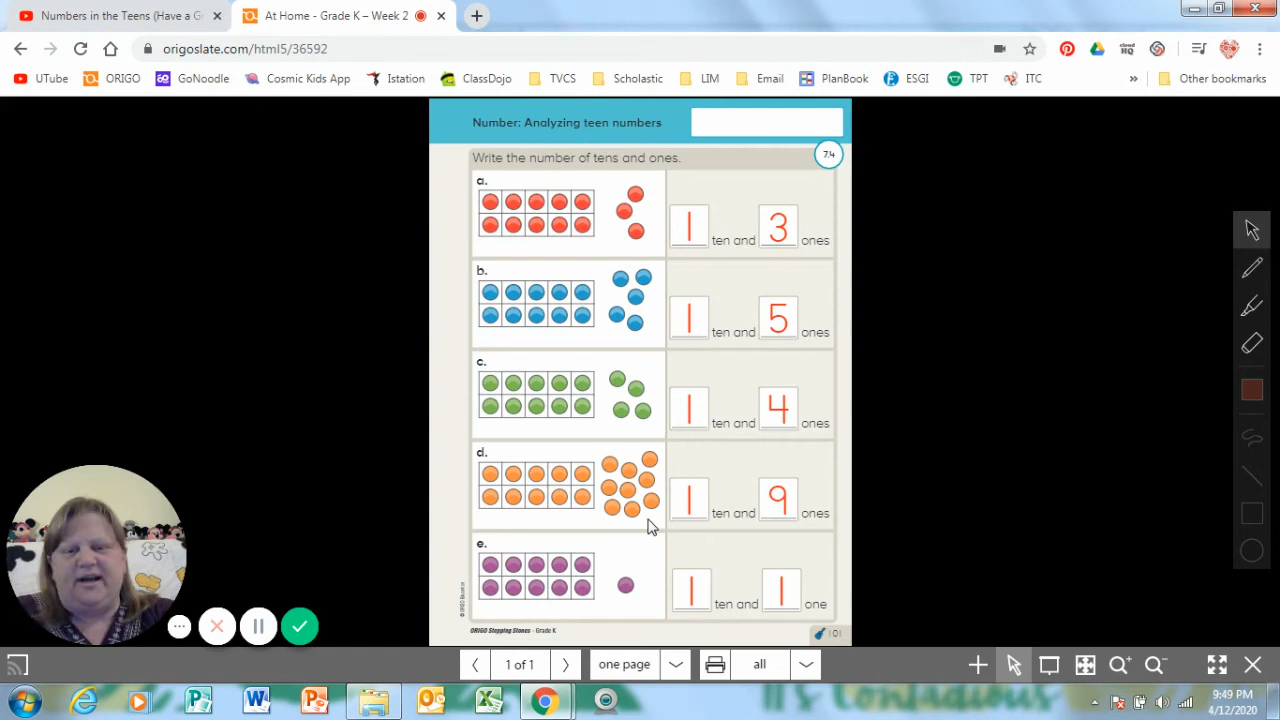 Numbers in the Teens (Have a G
At Home - Grade K – Week 2
origoslate.com/html5/36592
cloud HQ
UTube ORIGO GoNoodle Cosmic Kids App Istation ClassDojo TVCS Scholastic LIM Email PlanBook ESGI TPT ITC » Other bookmarks
Number: Analyzing teen numbers
7.4
Write the number of tens and ones.
a.
1 ten and 3 ones
b.
1 ten and 5 ones
c.
1 ten and 4 ones
d.
1 ten and 9 ones
e.
1 ten and 1 one
ORIGO Stepping Stones - Grade K
101
1 of 1 one page all
9:49 PM
4/12/2020